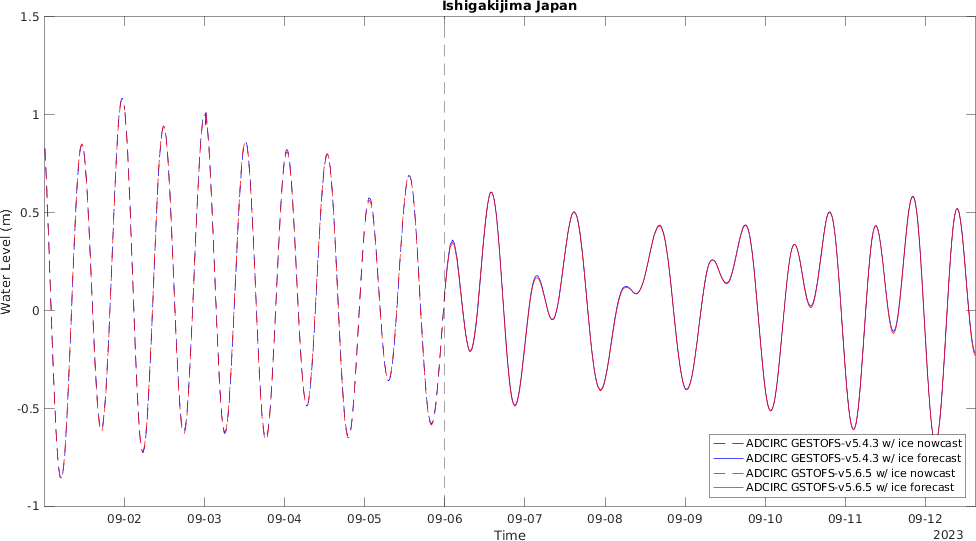 Ishigakijima Japan
Water Level (m)
1.5
1
0.5
0
-0.5
-1
09-02 09-03 09-04 09-05 09-06 09-07 09-08 09-09 09-10 09-11 09-12
Time
2023
ADCIRC GESTOFS-v5.4.3 w/ ice nowcast
ADCIRC GESTOFS-v5.4.3 w/ ice forecast
ADCIRC GSTOFS-v5.6.5 w/ ice nowcast
ADCIRC GSTOFS-v5.6.5 w/ ice forecast